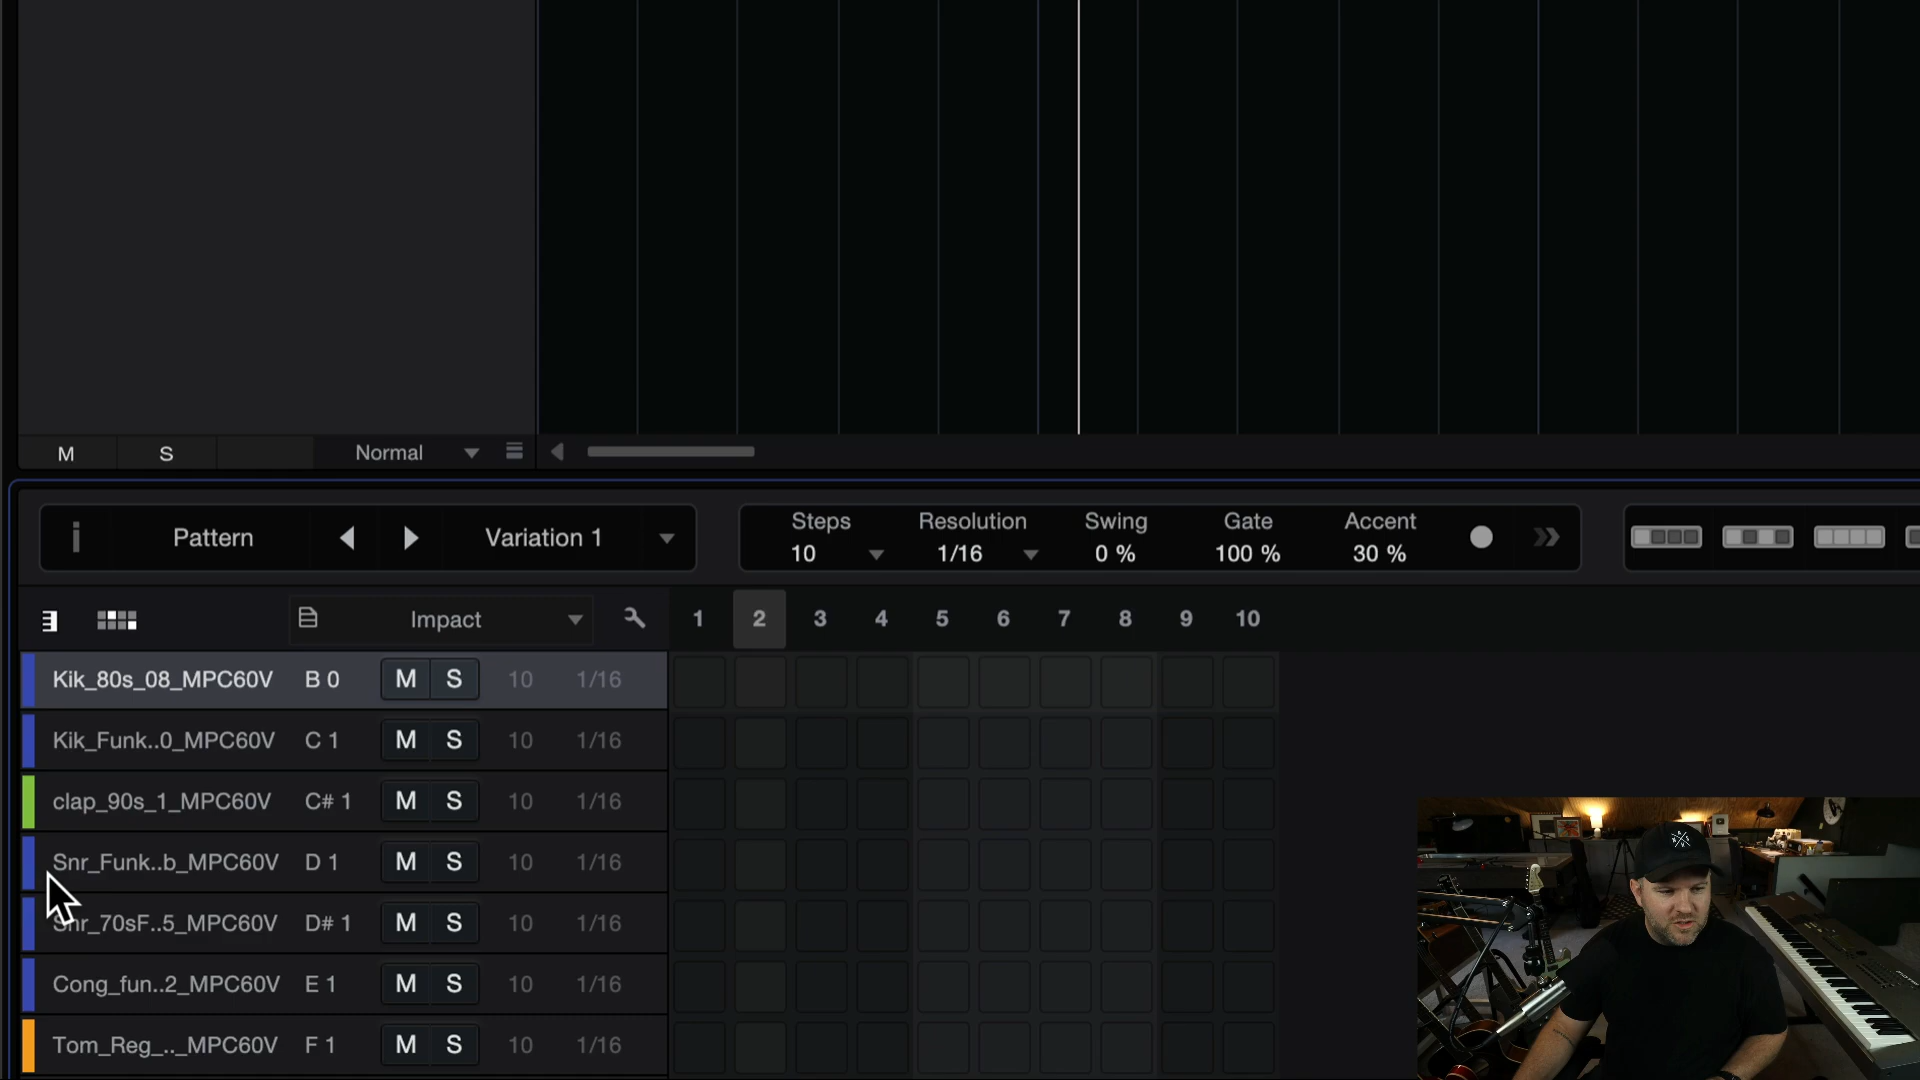 M S Normal
Pattern Variation 1
Steps Resolution Swing Gate Accent
10 1/16 0 % 100 % 30 %
Impact 1 2 3 4 5 6 7 8 9 10
Kik_80s_08_MPC60V B 0 M S 10 1/16
Kik_Funk..0_MPC60V C 1 M S 10 1/16
clap_90s_1_MPC60V C# 1 M S 10 1/16
Snr_Funk..b_MPC60V D 1 M S 10 1/16
Snr_70sF..5_MPC60V D# 1 M S 10 1/16
Cong_fun..2_MPC60V E 1 M S 10 1/16
Tom_Reg_.._MPC60V F 1 M S 10 1/16